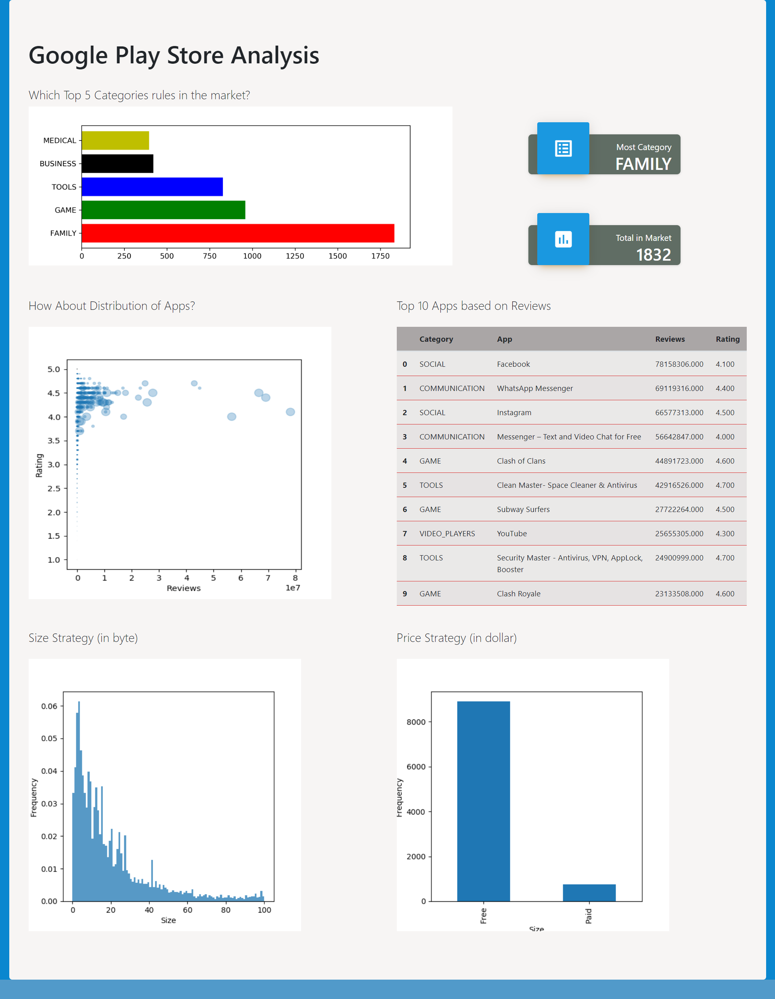 Google Play Store Analysis
Which Top 5 Categories rules in the market?
MEDICAL
BUSINESS
TOOLS
GAME
FAMILY
0 250 500 750 1000 1250 1500 1750
Most Category
FAMILY
Total in Market
1832
How About Distribution of Apps?
5.0
4.5
4.0
3.5
3.0
2.5
2.0
1.5
1.0
Rating
0 1 2 3 4 5 6 7 8
Reviews 1e7
Top 10 Apps based on Reviews
Category App Reviews Rating
0 SOCIAL Facebook 78158306.000 4.100
1 COMMUNICATION WhatsApp Messenger 69119316.000 4.400
2 SOCIAL Instagram 66577313.000 4.500
3 COMMUNICATION Messenger – Text and Video Chat for Free 56642847.000 4.000
4 GAME Clash of Clans 44891723.000 4.600
5 TOOLS Clean Master- Space Cleaner & Antivirus 42916526.000 4.700
6 GAME Subway Surfers 27722264.000 4.500
7 VIDEO_PLAYERS YouTube 25655305.000 4.300
8 TOOLS Security Master - Antivirus, VPN, AppLock, 24900999.000 4.700
Booster
9 GAME Clash Royale 23133508.000 4.600
Size Strategy (in byte)
0.06
0.05
0.04
0.03
0.02
0.01
0.00
Frequency
0 20 40 60 80 100
Size
Price Strategy (in dollar)
8000
6000
4000
2000
0
Frequency
Free Paid
Size